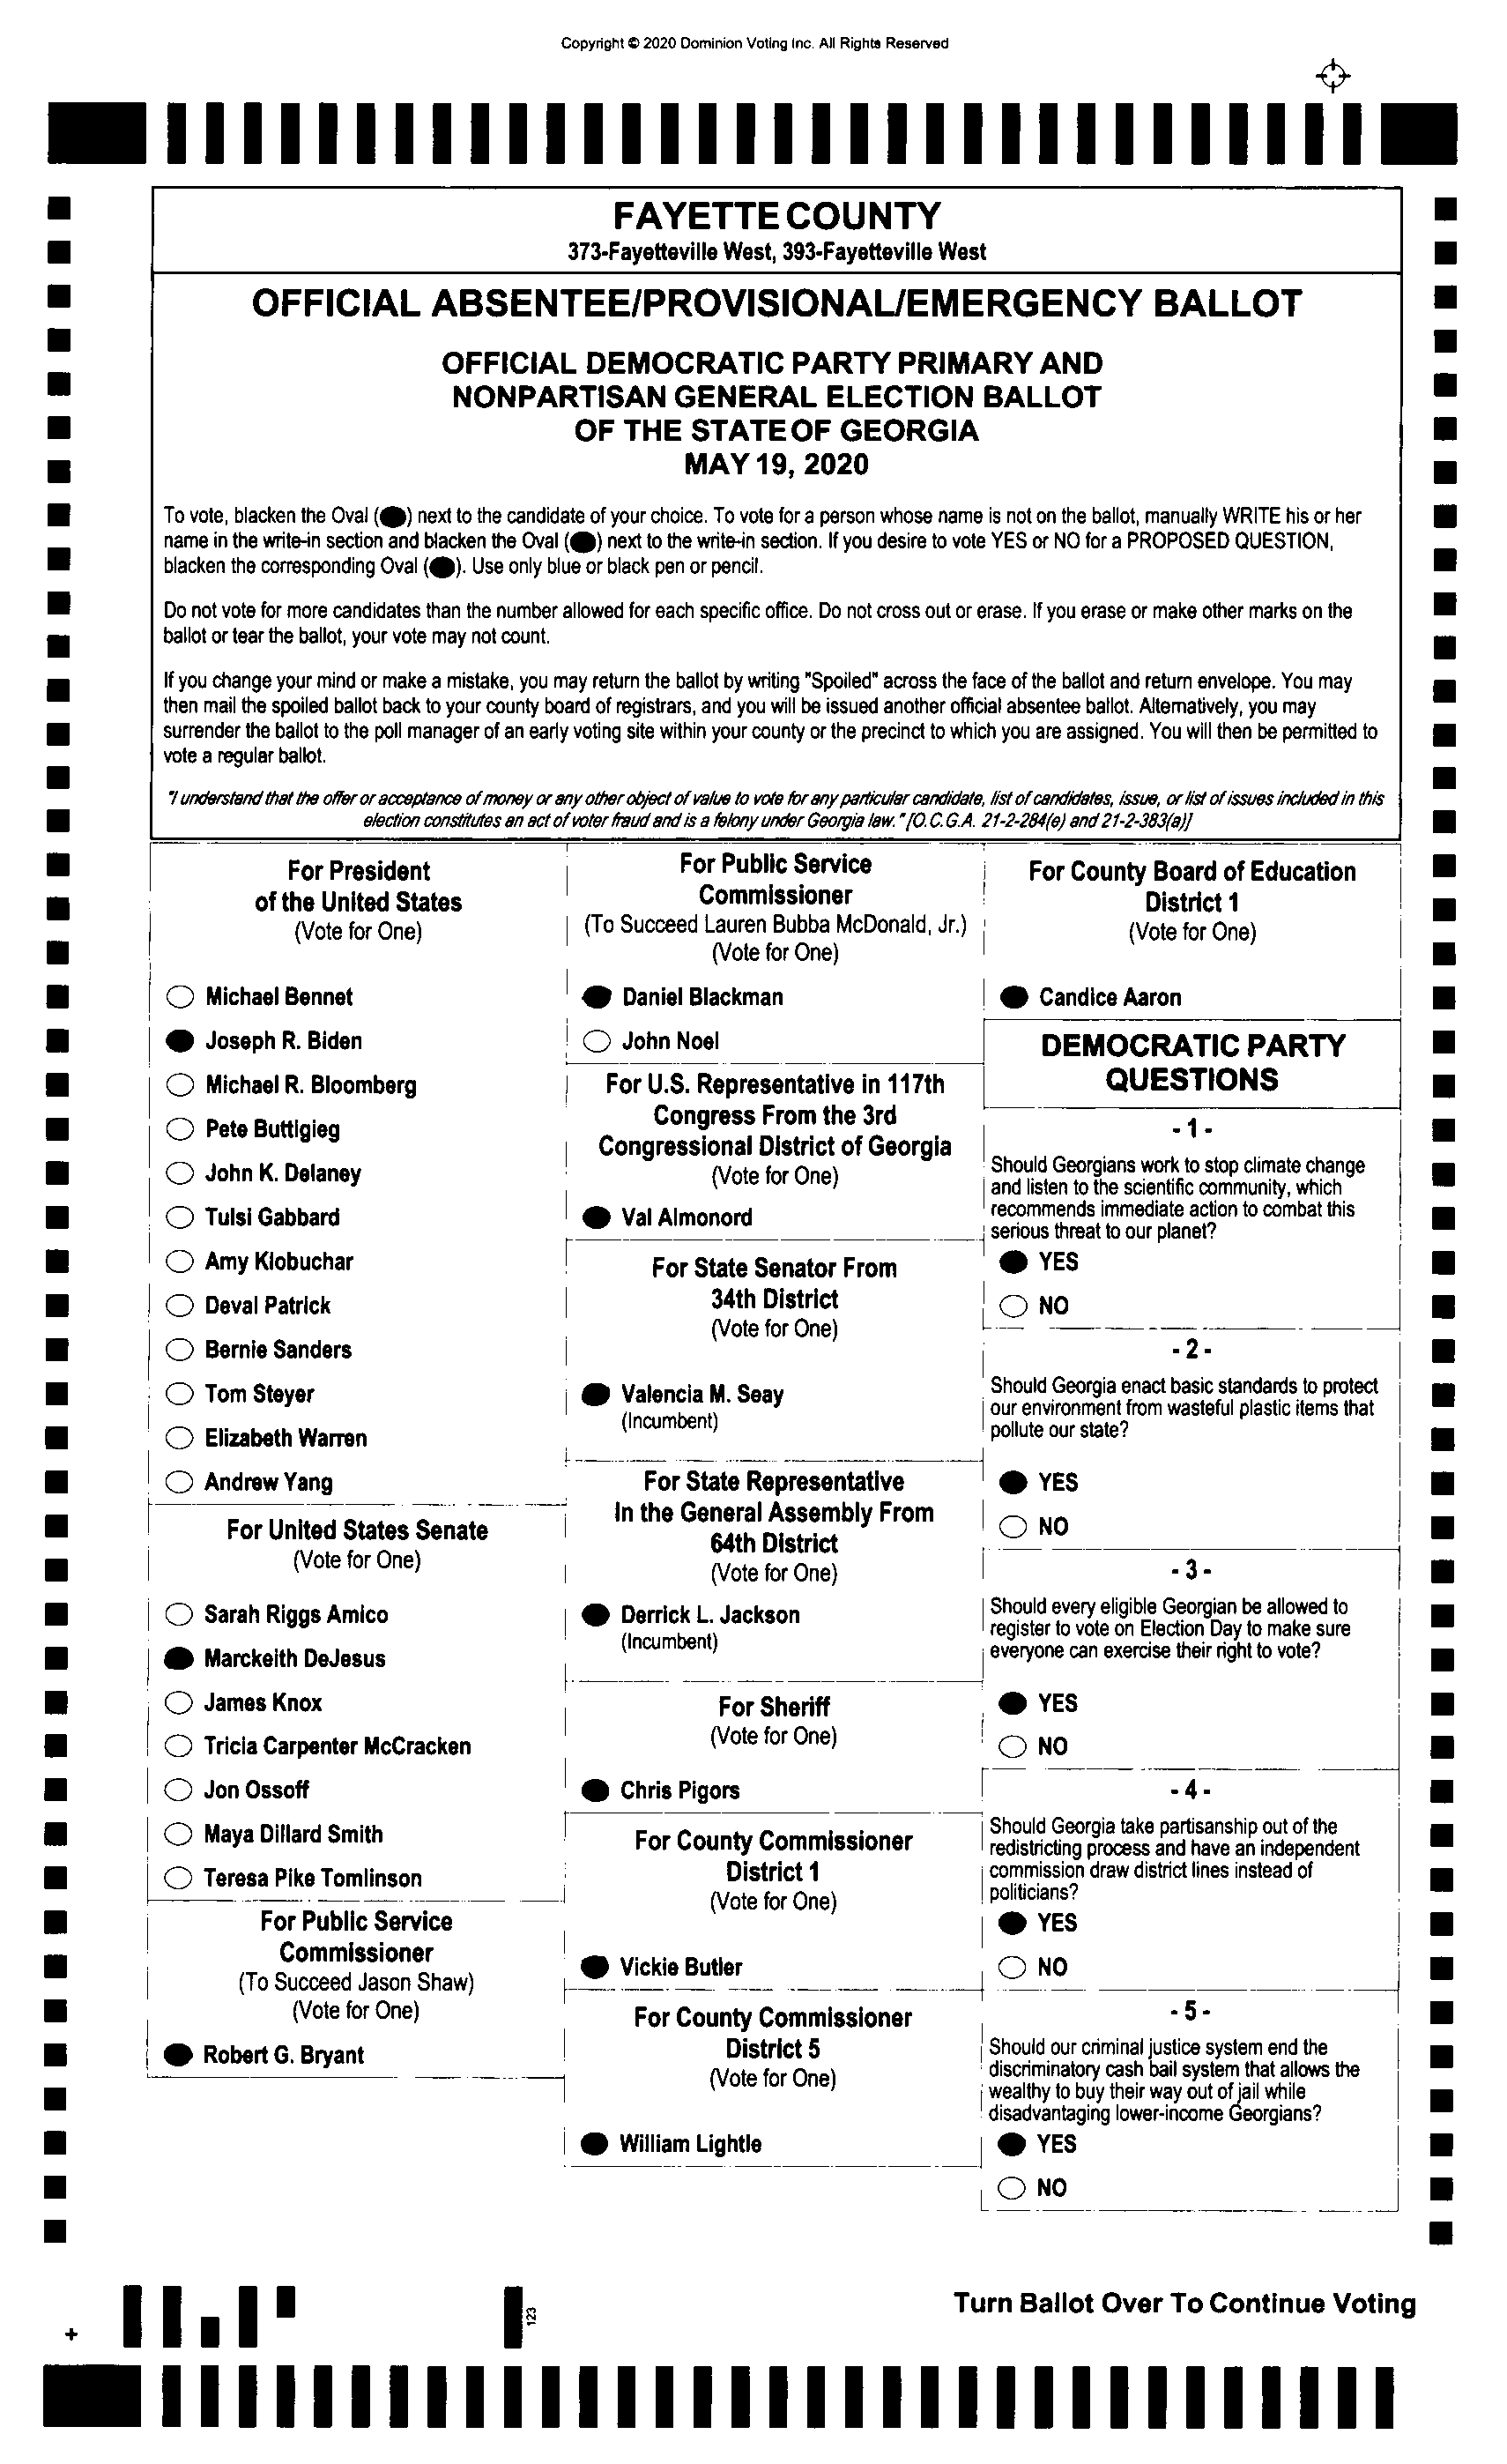 Copyright © 2020 Dominion Voting Inc. All Rights Reserved
FAYETTE COUNTY
373-Fayetteville West, 393-Fayetteville West
OFFICIAL ABSENTEE/PROVISIONAL/EMERGENCY BALLOT
OFFICIAL DEMOCRATIC PARTY PRIMARY AND
NONPARTISAN GENERAL ELECTION BALLOT
OF THE STATE OF GEORGIA
MAY 19, 2020
To vote, blacken the Oval (●) next to the candidate of your choice. To vote for a person whose name is not on the ballot, manually WRITE his or her
name in the write-in section and blacken the Oval (●) next to the write-in section. If you desire to vote YES or NO for a PROPOSED QUESTION,
blacken the corresponding Oval (●). Use only blue or black pen or pencil.
Do not vote for more candidates than the number allowed for each specific office. Do not cross out or erase. If you erase or make other marks on the
ballot or tear the ballot, your vote may not count.
If you change your mind or make a mistake, you may return the ballot by writing "Spoiled" across the face of the ballot and return envelope. You may
then mail the spoiled ballot back to your county board of registrars, and you will be issued another official absentee ballot. Alternatively, you may
surrender the ballot to the poll manager of an early voting site within your county or the precinct to which you are assigned. You will then be permitted to
vote a regular ballot.
"I understand that the offer or acceptance of money or any other object of value to vote for any particular candidate, list of candidates, issue, or list of issues included in this
election constitutes an act of voter fraud and is a felony under Georgia law." [O.C.G.A. 21-2-284(e) and 21-2-383(a)]
For President
of the United States
(Vote for One)
Michael Bennet
Joseph R. Biden
Michael R. Bloomberg
Pete Buttigieg
John K. Delaney
Tulsi Gabbard
Amy Klobuchar
Deval Patrick
Bernie Sanders
Tom Steyer
Elizabeth Warren
Andrew Yang
For United States Senate
(Vote for One)
Sarah Riggs Amico
Marckeith DeJesus
James Knox
Tricia Carpenter McCracken
Jon Ossoff
Maya Dillard Smith
Teresa Pike Tomlinson
For Public Service
Commissioner
(To Succeed Jason Shaw)
(Vote for One)
Robert G. Bryant
For Public Service
Commissioner
(To Succeed Lauren Bubba McDonald, Jr.)
(Vote for One)
Daniel Blackman
John Noel
For U.S. Representative in 117th
Congress From the 3rd
Congressional District of Georgia
(Vote for One)
Val Almonord
For State Senator From
34th District
(Vote for One)
Valencia M. Seay
(Incumbent)
For State Representative
In the General Assembly From
64th District
(Vote for One)
Derrick L. Jackson
(Incumbent)
For Sheriff
(Vote for One)
Chris Pigors
For County Commissioner
District 1
(Vote for One)
Vickie Butler
For County Commissioner
District 5
(Vote for One)
William Lightle
For County Board of Education
District 1
(Vote for One)
Candice Aaron
DEMOCRATIC PARTY
QUESTIONS
- 1 -
Should Georgians work to stop climate change
and listen to the scientific community, which
recommends immediate action to combat this
serious threat to our planet?
YES
NO
- 2 -
Should Georgia enact basic standards to protect
our environment from wasteful plastic items that
pollute our state?
YES
NO
- 3 -
Should every eligible Georgian be allowed to
register to vote on Election Day to make sure
everyone can exercise their right to vote?
YES
NO
- 4 -
Should Georgia take partisanship out of the
redistricting process and have an independent
commission draw district lines instead of
politicians?
YES
NO
- 5 -
Should our criminal justice system end the
discriminatory cash bail system that allows the
wealthy to buy their way out of jail while
disadvantaging lower-income Georgians?
YES
NO
123
Turn Ballot Over To Continue Voting